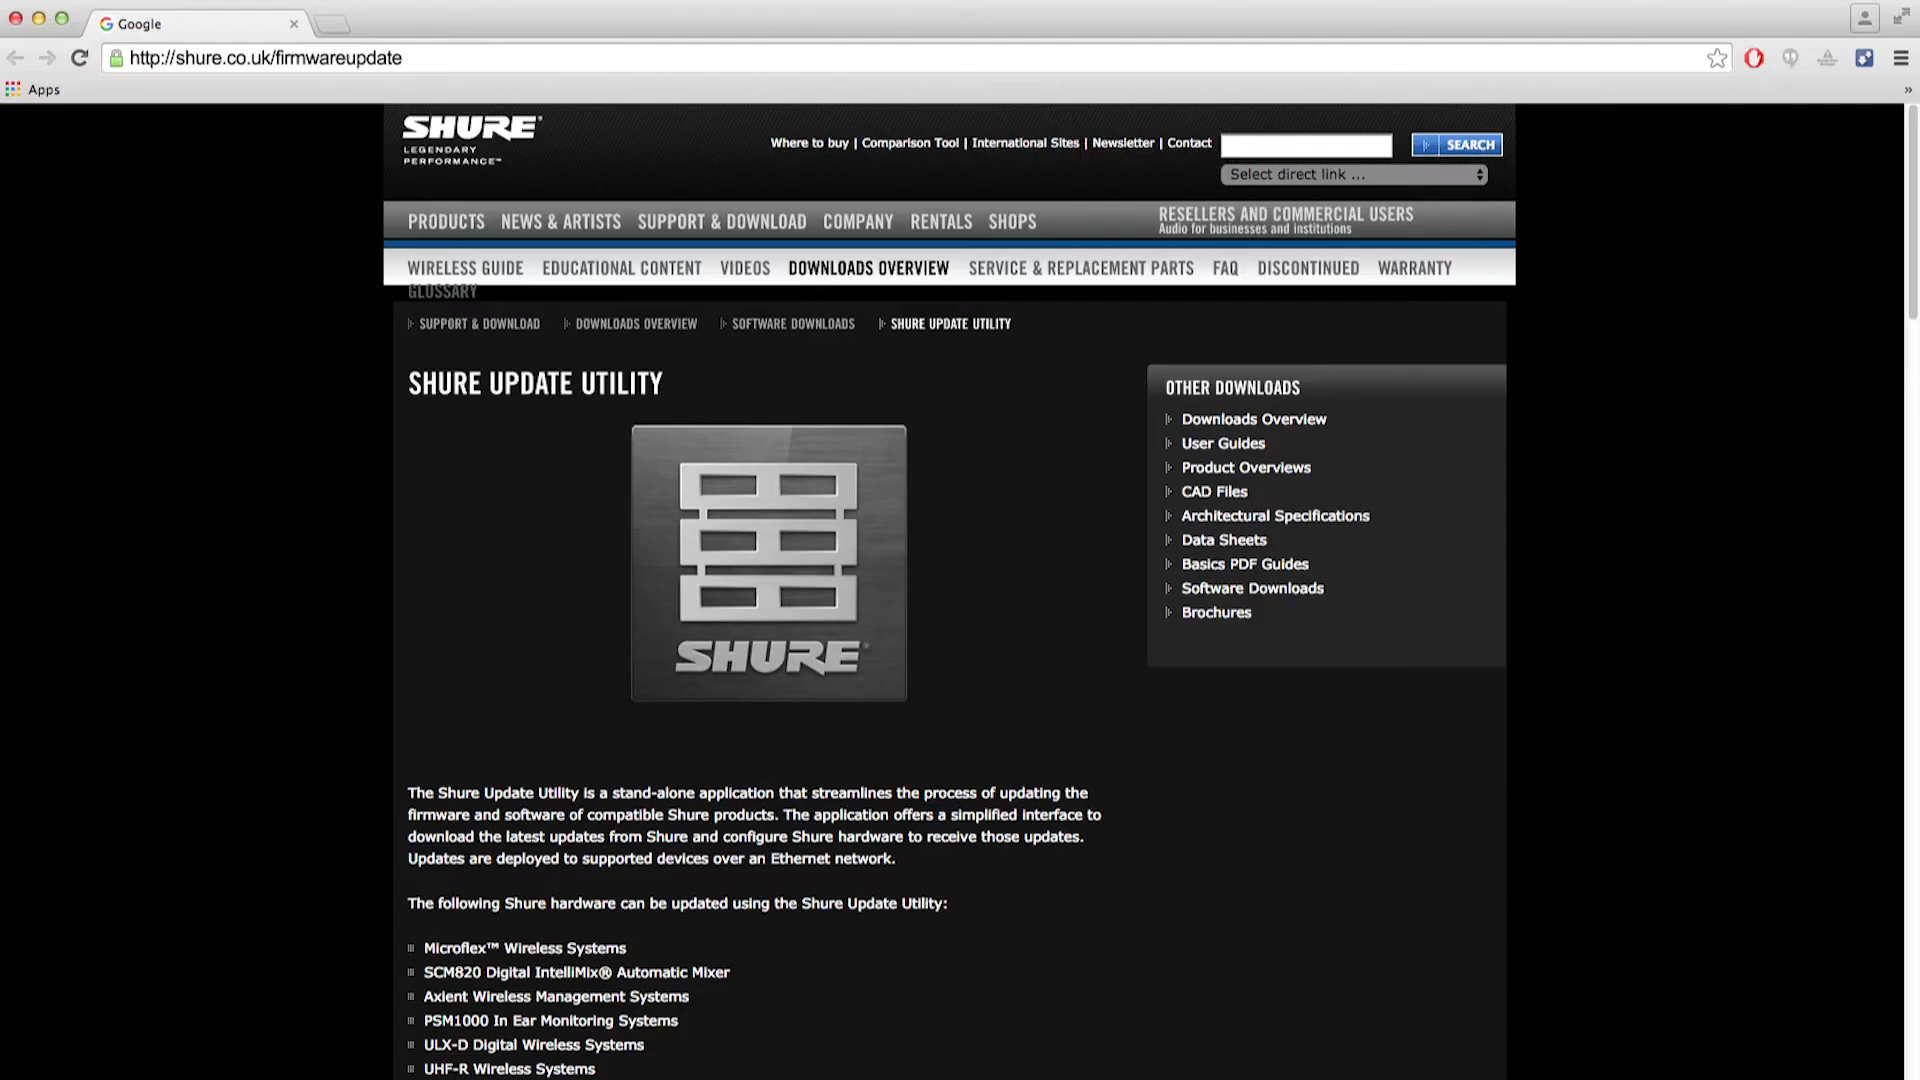 Google
http://shure.co.uk/firmwareupdate
Apps
SHURE
LEGENDARY
PERFORMANCE™
Where to buy | Comparison Tool | International Sites | Newsletter | Contact
SEARCH
Select direct link ...
PRODUCTS NEWS & ARTISTS SUPPORT & DOWNLOAD COMPANY RENTALS SHOPS
RESELLERS AND COMMERCIAL USERS
Audio for businesses and institutions
WIRELESS GUIDE EDUCATIONAL CONTENT VIDEOS DOWNLOADS OVERVIEW SERVICE & REPLACEMENT PARTS FAQ DISCONTINUED WARRANTY
GLOSSARY
SUPPORT & DOWNLOAD DOWNLOADS OVERVIEW SOFTWARE DOWNLOADS SHURE UPDATE UTILITY
SHURE UPDATE UTILITY
SHURE®
The Shure Update Utility is a stand-alone application that streamlines the process of updating the
firmware and software of compatible Shure products. The application offers a simplified interface to
download the latest updates from Shure and configure Shure hardware to receive those updates.
Updates are deployed to supported devices over an Ethernet network.
The following Shure hardware can be updated using the Shure Update Utility:
Microflex™ Wireless Systems
SCM820 Digital IntelliMix® Automatic Mixer
Axient Wireless Management Systems
PSM1000 In Ear Monitoring Systems
ULX-D Digital Wireless Systems
UHF-R Wireless Systems
OTHER DOWNLOADS
Downloads Overview
User Guides
Product Overviews
CAD Files
Architectural Specifications
Data Sheets
Basics PDF Guides
Software Downloads
Brochures